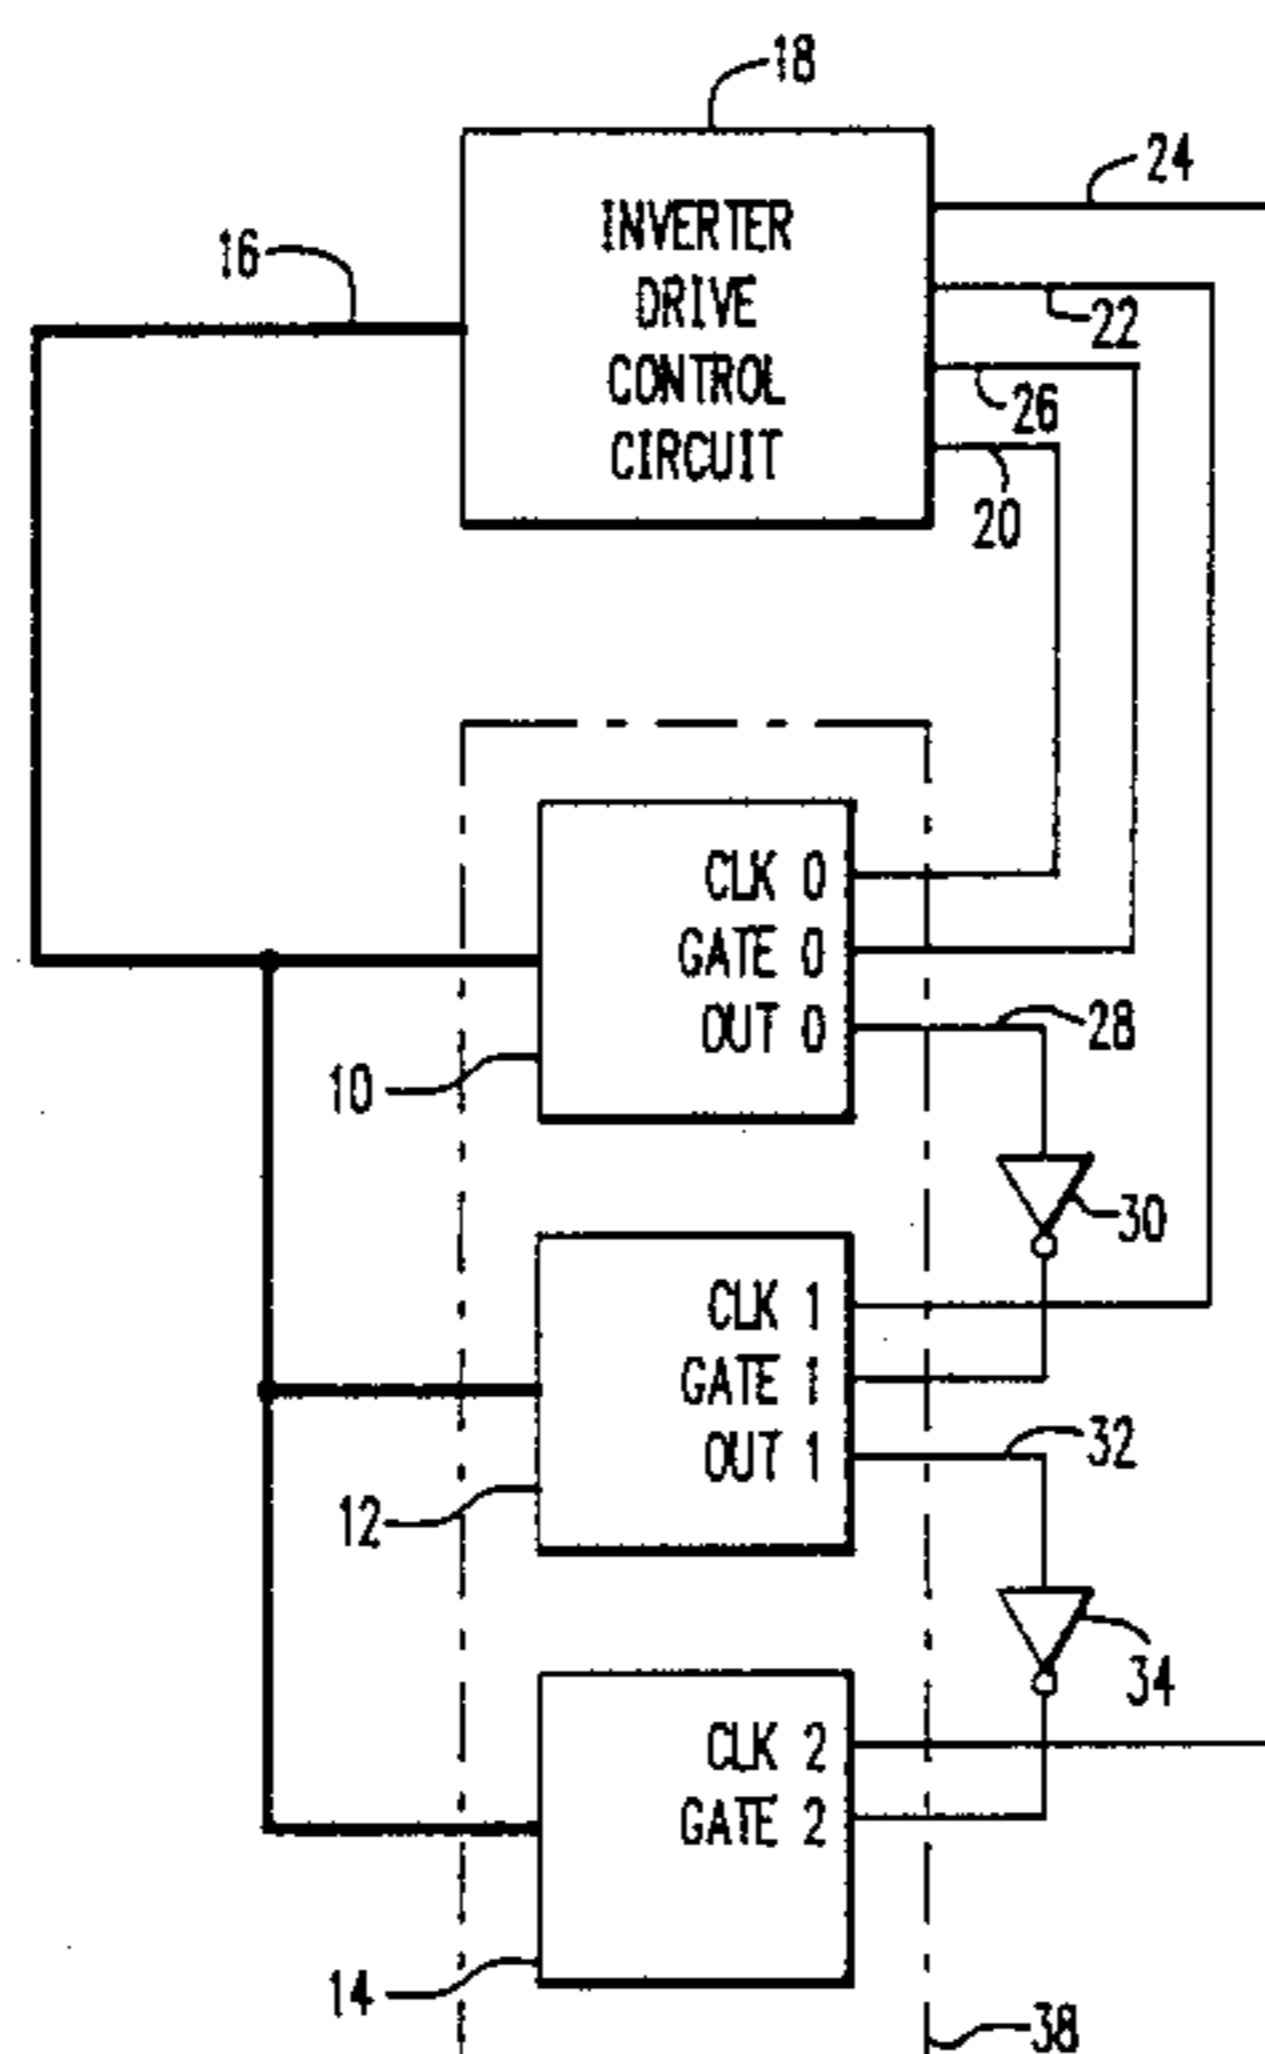 18
24
16
INVERTER
DRIVE
CONTROL
CIRCUIT
22
26
20
CLK 0
GATE 0
OUT 0
28
10
30
CLK 1
GATE 1
OUT 1
32
12
34
CLK 2
GATE 2
14
38